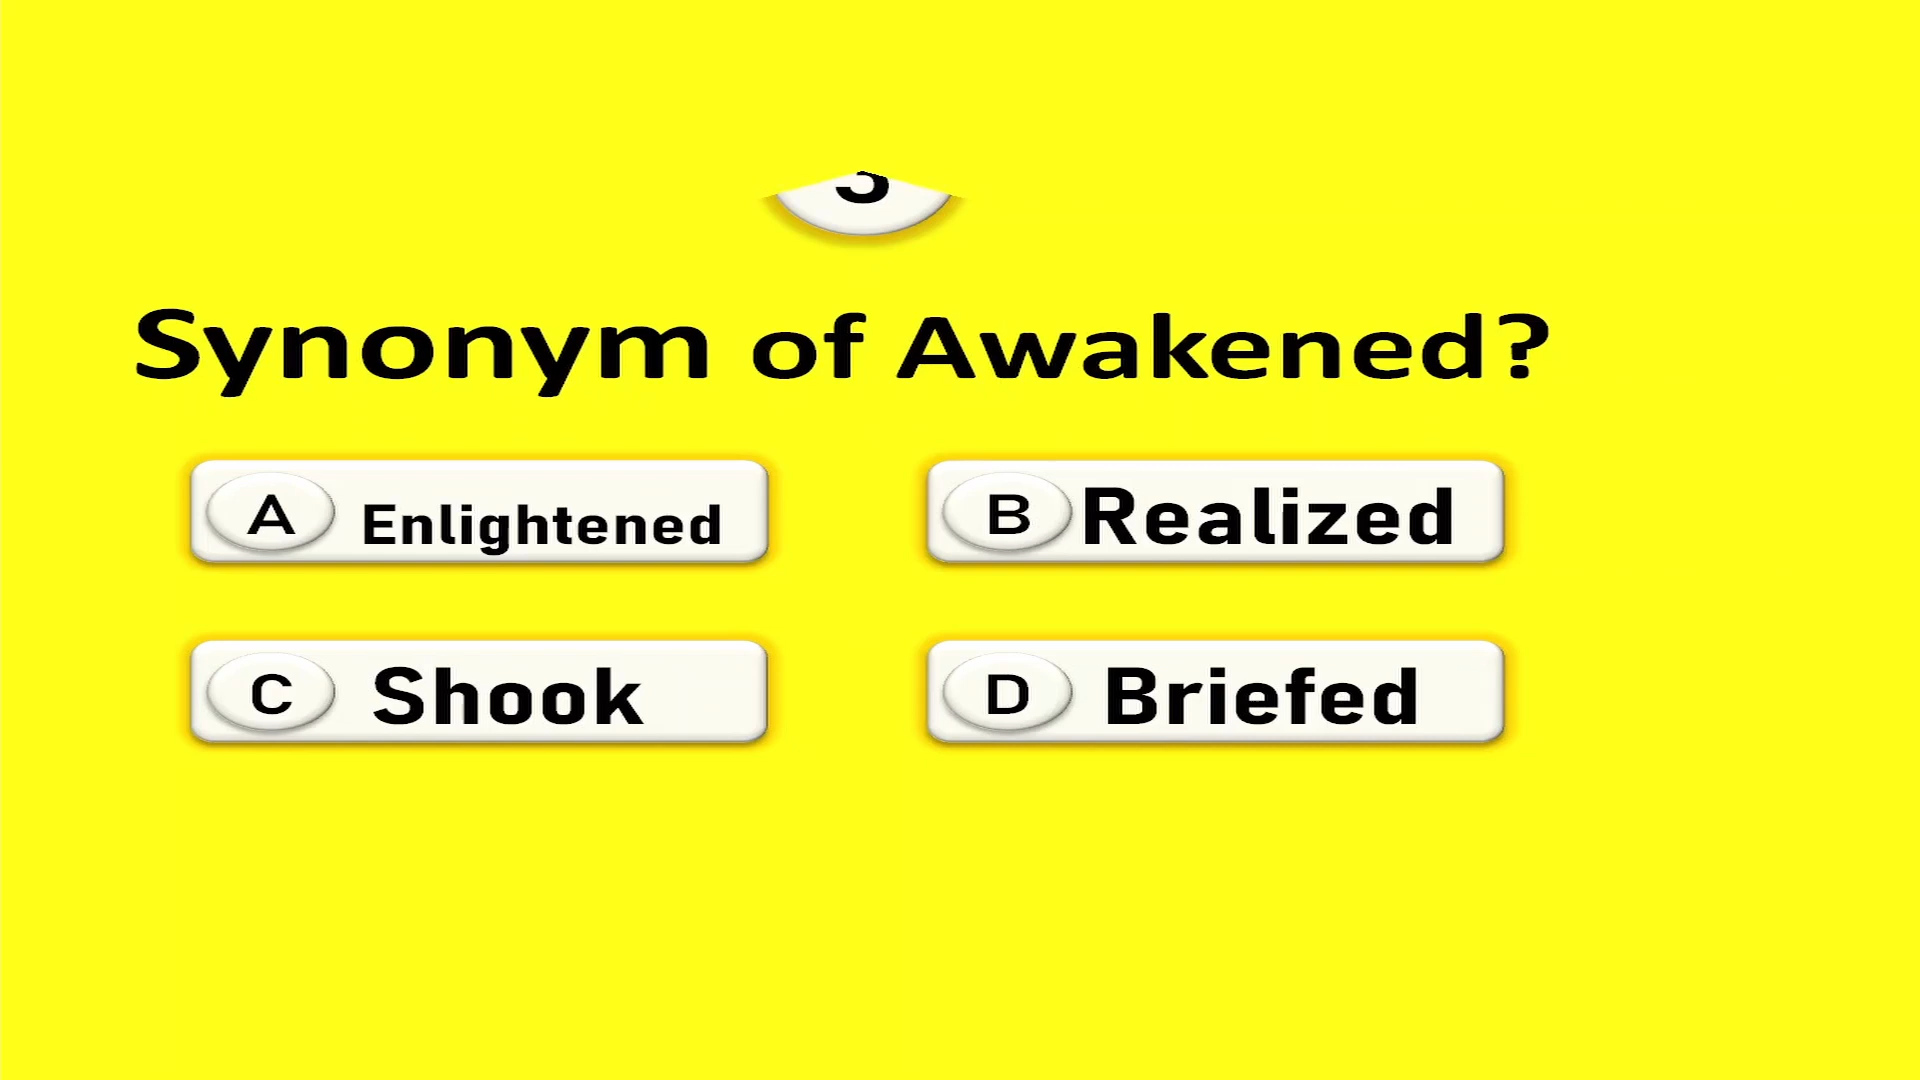 Synonym of Awakened?
A Enlightened
B Realized
C Shook
D Briefed